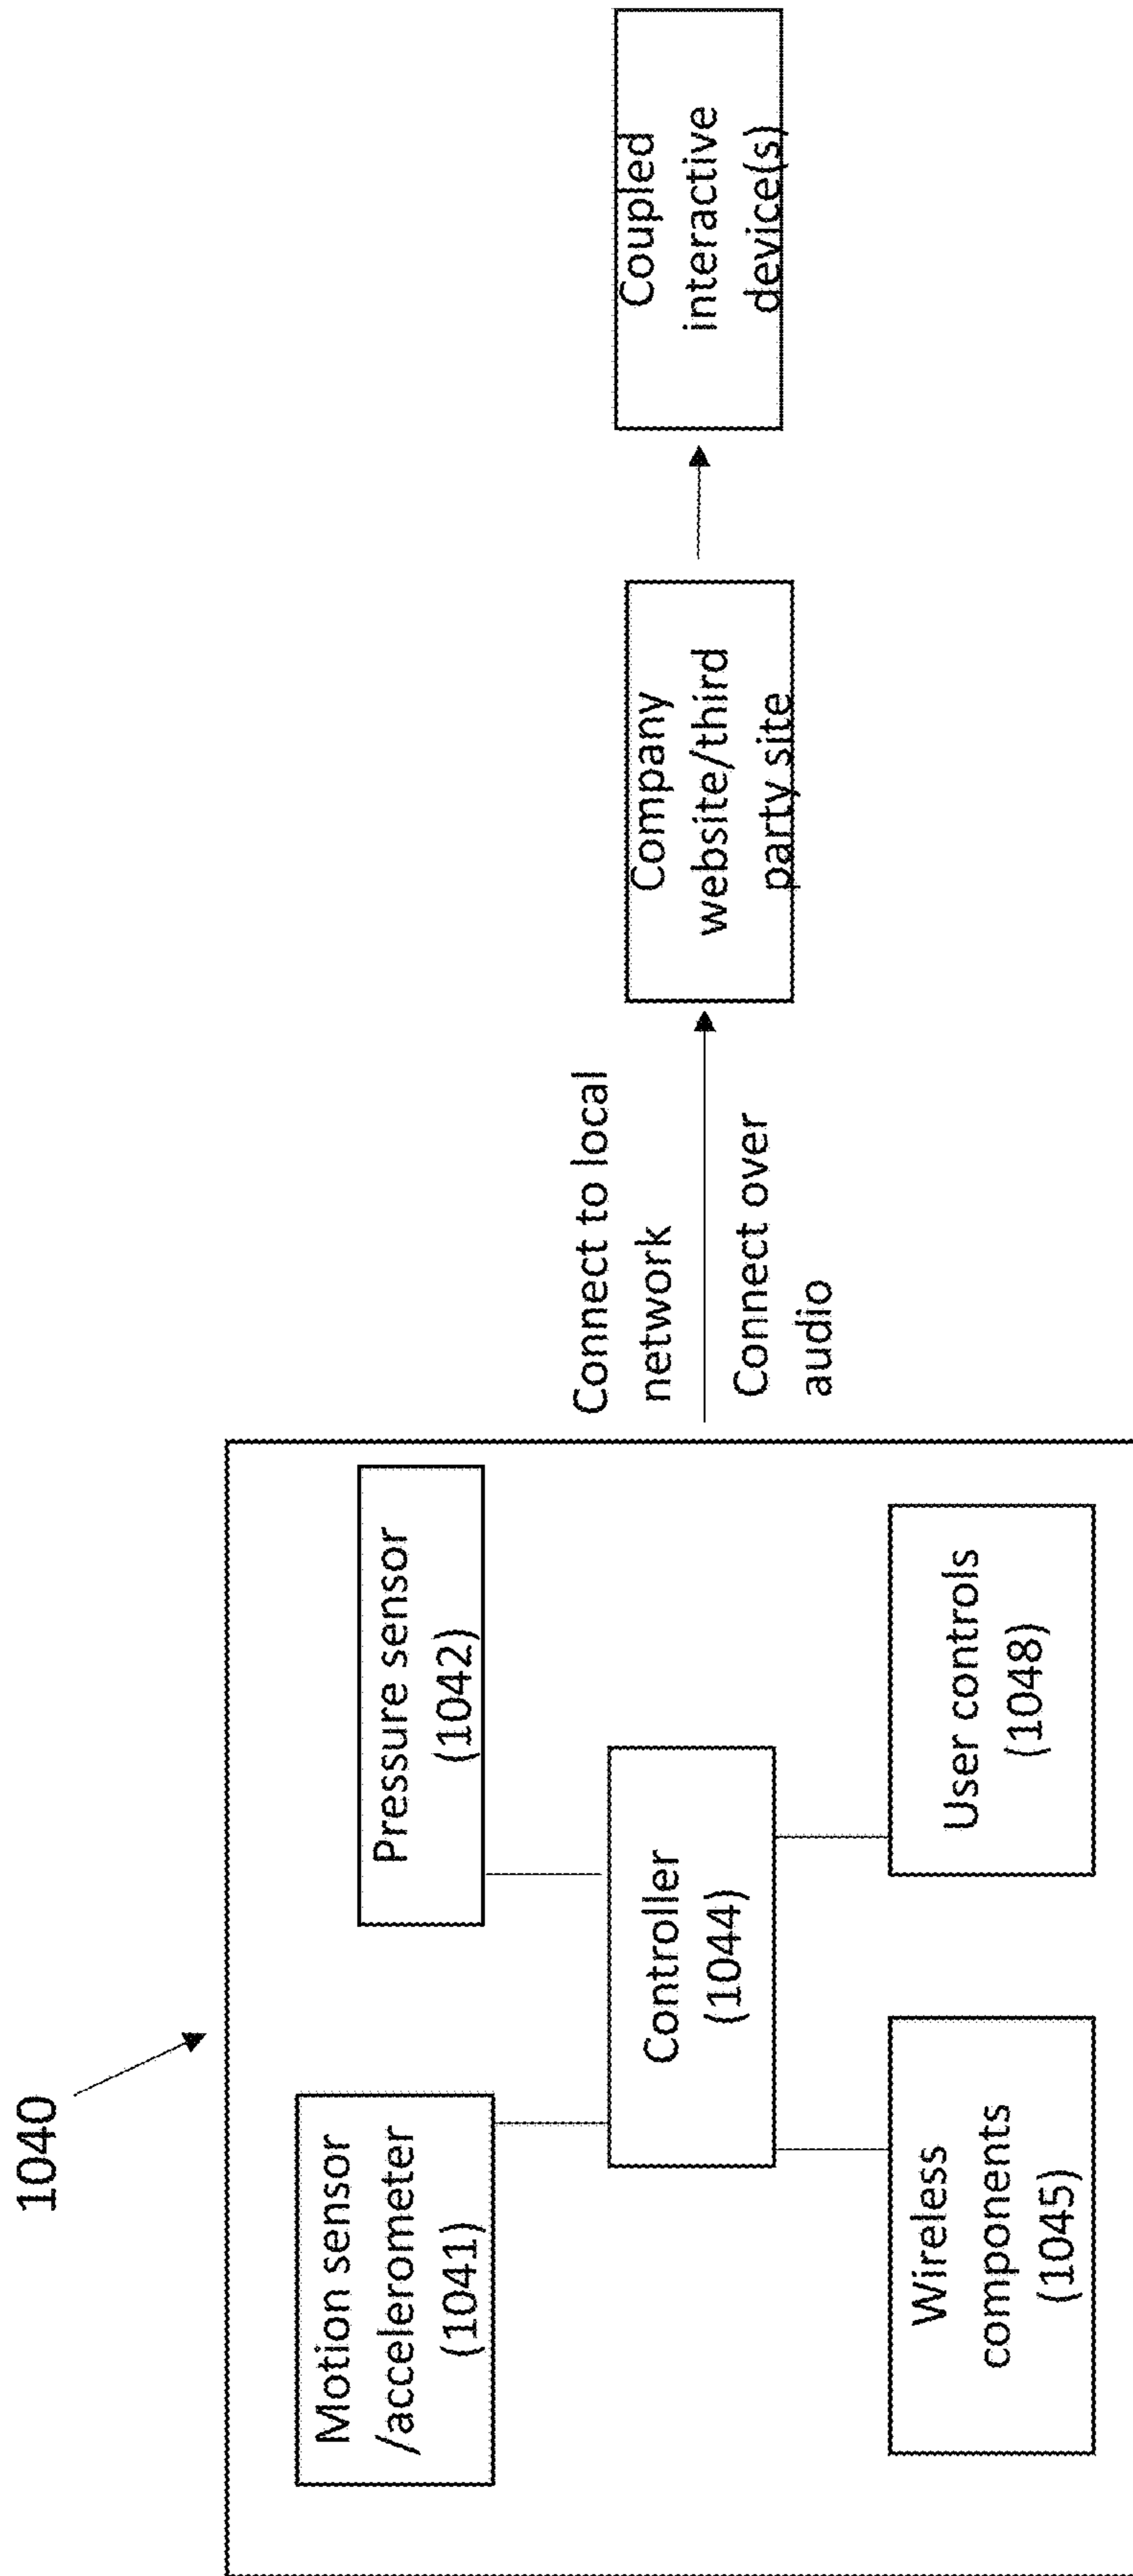 1040
Motion sensor
/accelerometer
(1041)
Pressure sensor
(1042)
Controller
(1044)
Wireless
components
(1045)
User controls
(1048)
Connect to local
network
Connect over
audio
Company
website/third
party site
Coupled
interactive
device(s)